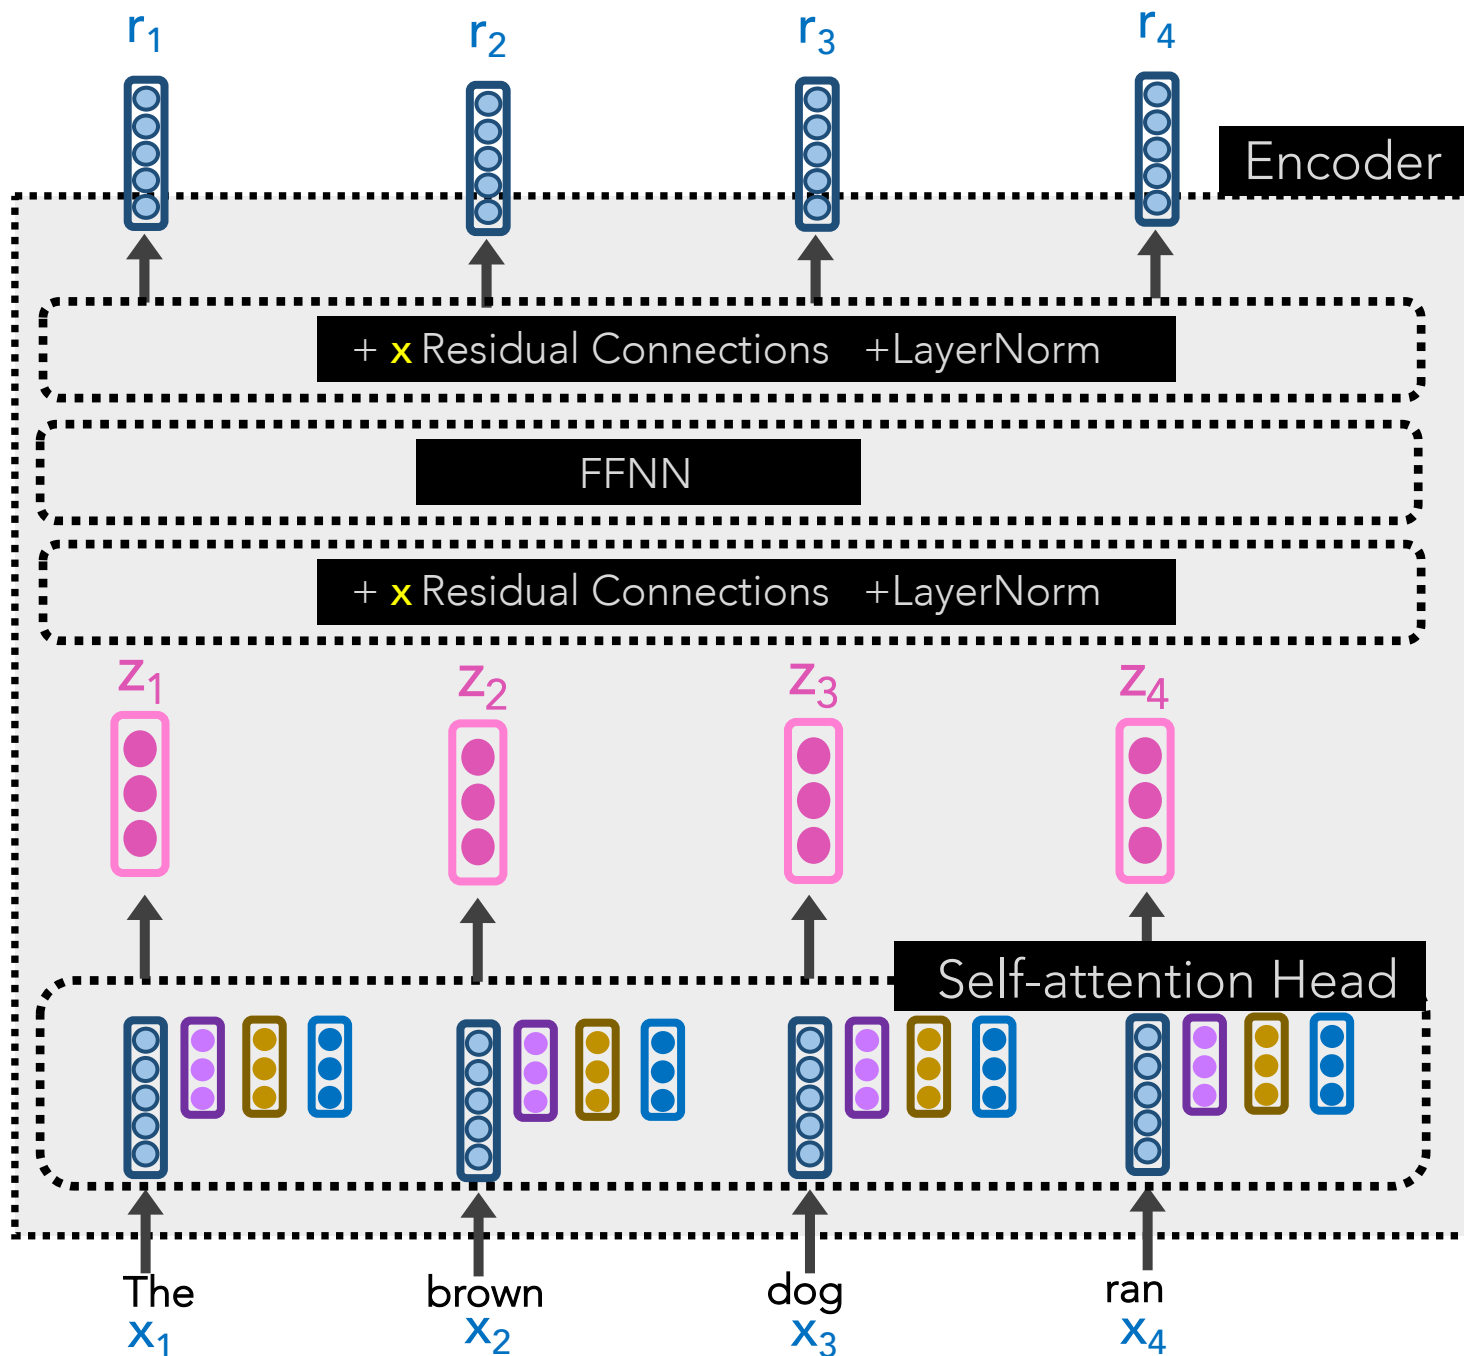 r1 r2 r3 r4
Encoder
+ x Residual Connections +LayerNorm
FFNN
+ x Residual Connections +LayerNorm
z1 z2 z3 z4
Self-attention Head
The brown dog ran
x1 x2 x3 x4